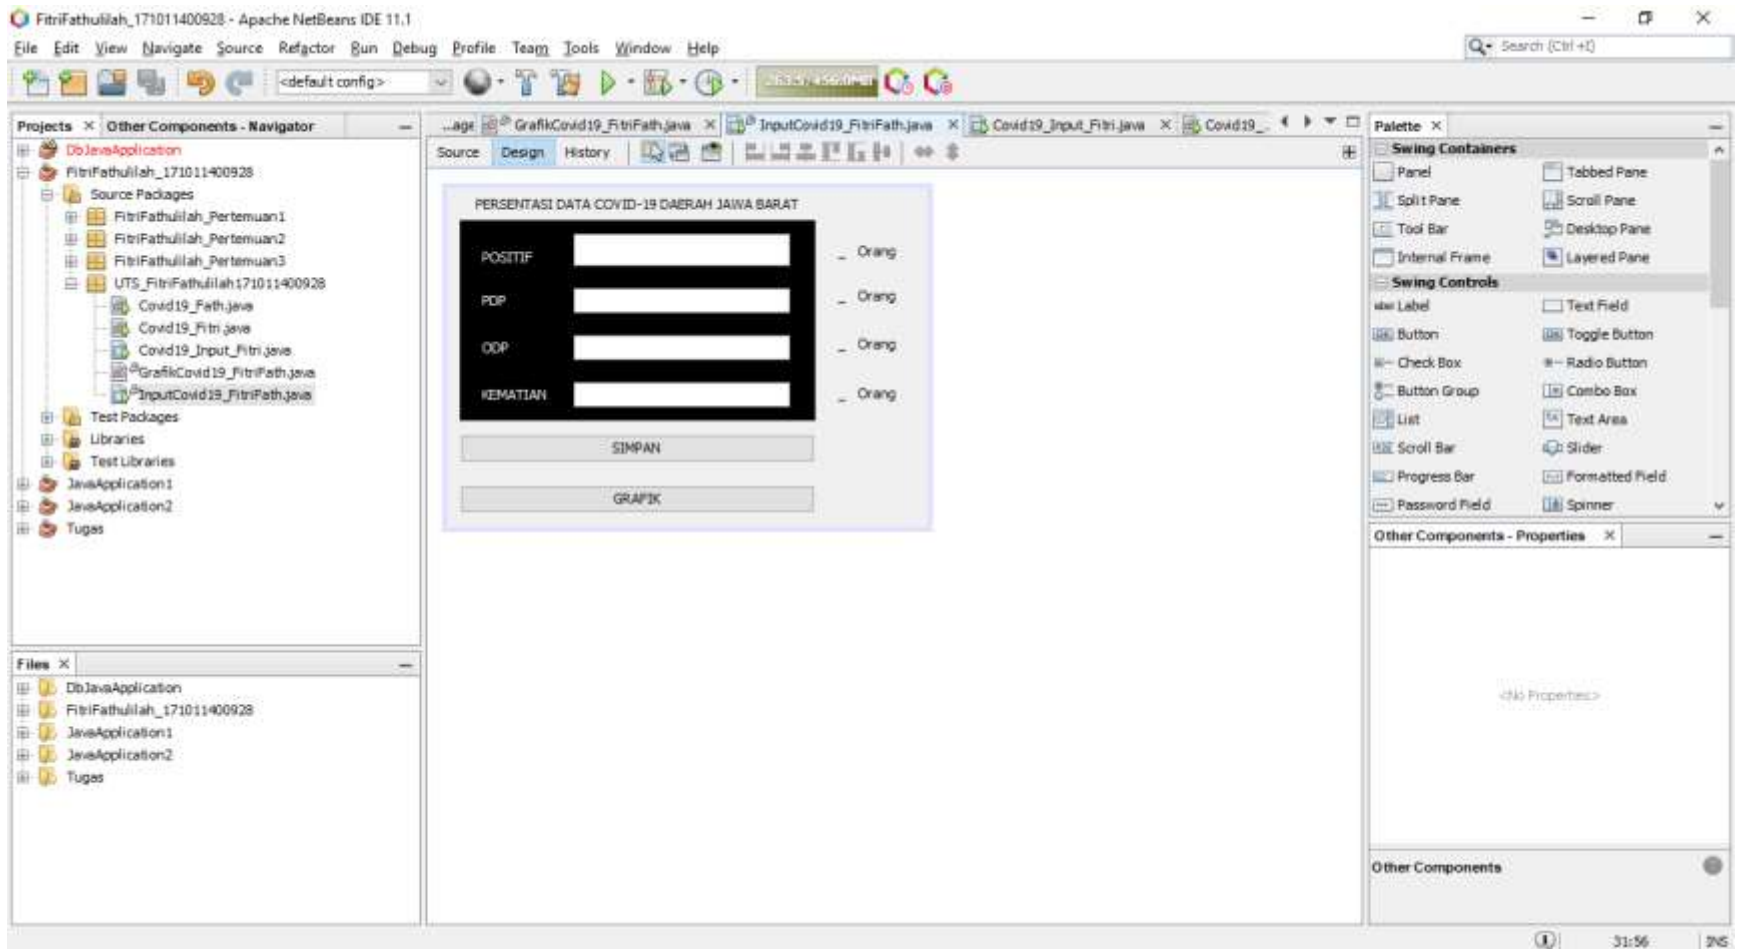 FitriFathulilah_171011400928 - Apache NetBeans IDE 11.1
File Edit View Navigate Source Refactor Run Debug Profile Team Tools Window Help
Search (Ctrl+I)
<default config>
Projects Other Components - Navigator
DbJavaApplication
FitriFathulilah_171011400928
Source Packages
FitriFathulilah_Pertemuan1
FitriFathulilah_Pertemuan2
FitriFathulilah_Pertemuan3
UTS_FitriFathulilah171011400928
Covid19_Fath.java
Covid19_Fitri.java
Covid19_Input_Fitri.java
GrafikCovid19_FitriFath.java
InputCovid19_FitriFath.java
Test Packages
Libraries
Test Libraries
JavaApplication1
JavaApplication2
Tugas
Files
DbJavaApplication
FitriFathulilah_171011400928
JavaApplication1
JavaApplication2
Tugas
...age GrafikCovid19_FitriFath.java InputCovid19_FitriFath.java Covid19_Input_Fitri.java Covid19_
Source Design History
PERSENTASI DATA COVID-19 DAERAH JAWA BARAT
POSITIF _ Orang
PDP _ Orang
ODP _ Orang
KEMATIAN _ Orang
SIMPAN
GRAFIK
Palette
Swing Containers
Panel Tabbed Pane
Split Pane Scroll Pane
Tool Bar Desktop Pane
Internal Frame Layered Pane
Swing Controls
Label Text Field
Button Toggle Button
Check Box Radio Button
Button Group Combo Box
List Text Area
Scroll Bar Slider
Progress Bar Formatted Field
Password Field Spinner
Other Components - Properties
<No Properties>
Other Components
31:56 INS